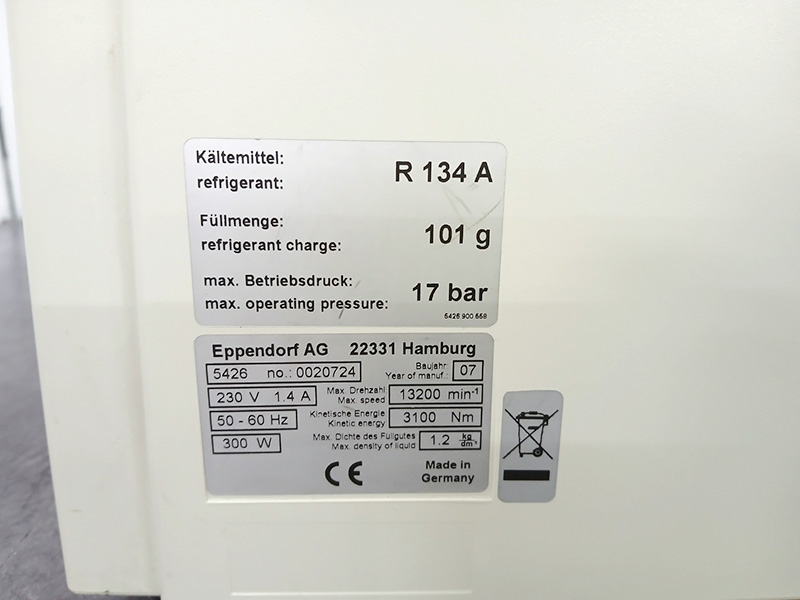 Kältemittel:
refrigerant: R 134 A
Füllmenge:
refrigerant charge: 101 g
max. Betriebsdruck:
max. operating pressure: 17 bar
5426 900 558
Eppendorf AG 22331 Hamburg
5426 no.: 0020724 Baujahr:
Year of manuf.: 07
230 V 1.4 A Max. Drehzahl:
Max. speed 13200 min⁻¹
50 - 60 Hz Kinetische Energie
Kinetic energy 3100 Nm
300 W Max. Dichte des Füllgutes
Max. density of liquid 1.2 kg/dm³
CE Made in
Germany